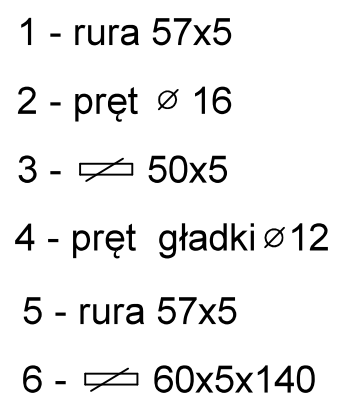 1 - rura 57x5
2 - pręt ⌀ 16
3 - 50x5
4 - pręt gładki ⌀12
5 - rura 57x5
6 - 60x5x140